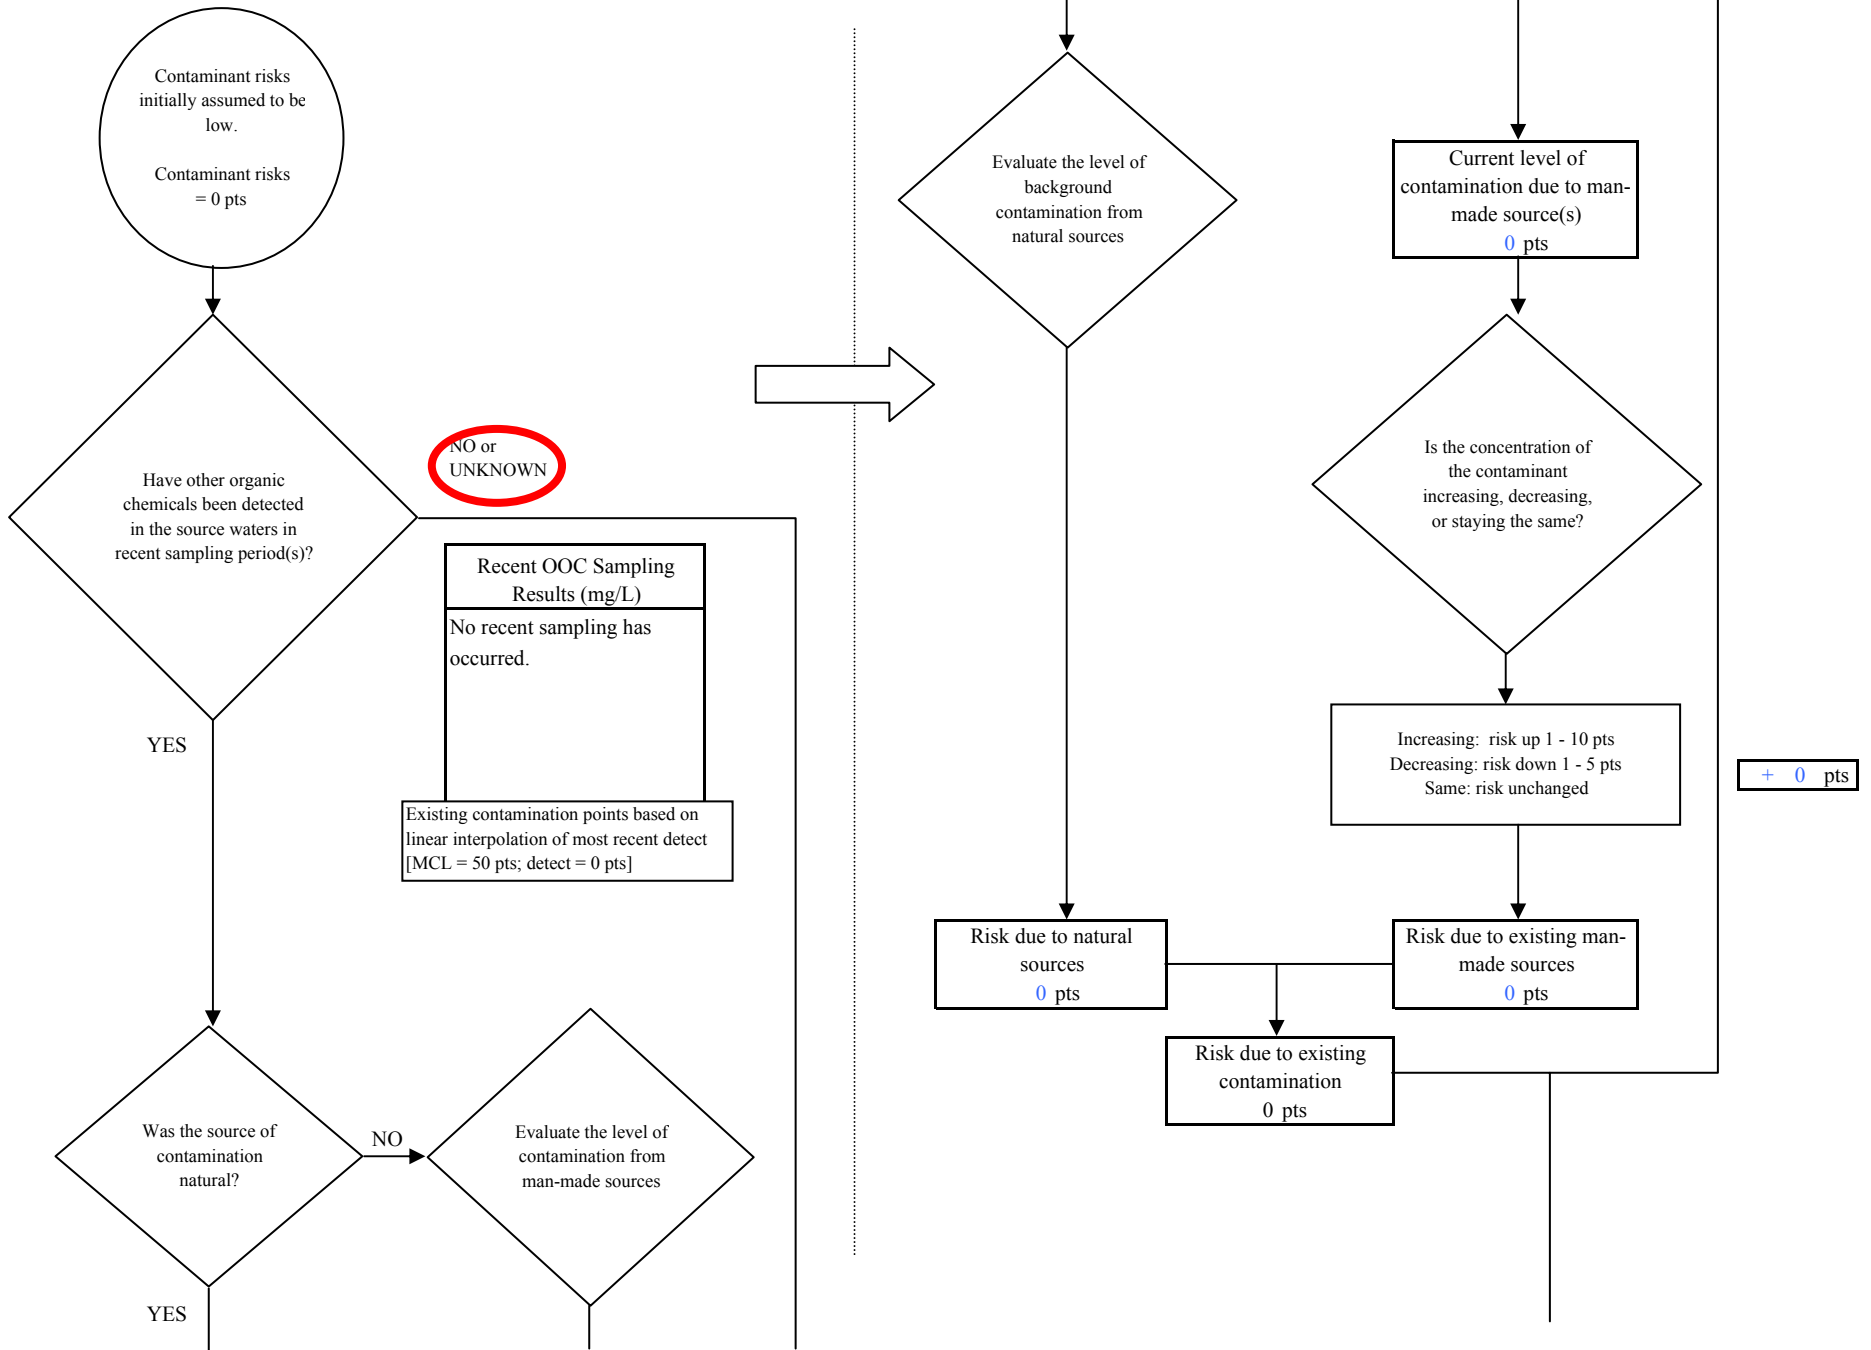 Contaminant risks
initially assumed to be
low.
Contaminant risks
= 0 pts
Have other organic
chemicals been detected
in the source waters in
recent sampling period(s)?
NO or
UNKNOWN
Recent OOC Sampling
Results (mg/L)
No recent sampling has
occurred.
Existing contamination points based on
linear interpolation of most recent detect
[MCL = 50 pts; detect = 0 pts]
YES
Was the source of
contamination
natural?
NO
Evaluate the level of
contamination from
man-made sources
YES
Evaluate the level of
background
contamination from
natural sources
Current level of
contamination due to man-
made source(s)
0 pts
Is the concentration of
the contaminant
increasing, decreasing,
or staying the same?
Increasing: risk up 1 - 10 pts
Decreasing: risk down 1 - 5 pts
Same: risk unchanged
+ 0 pts
Risk due to natural
sources
0 pts
Risk due to existing man-
made sources
0 pts
Risk due to existing
contamination
0 pts